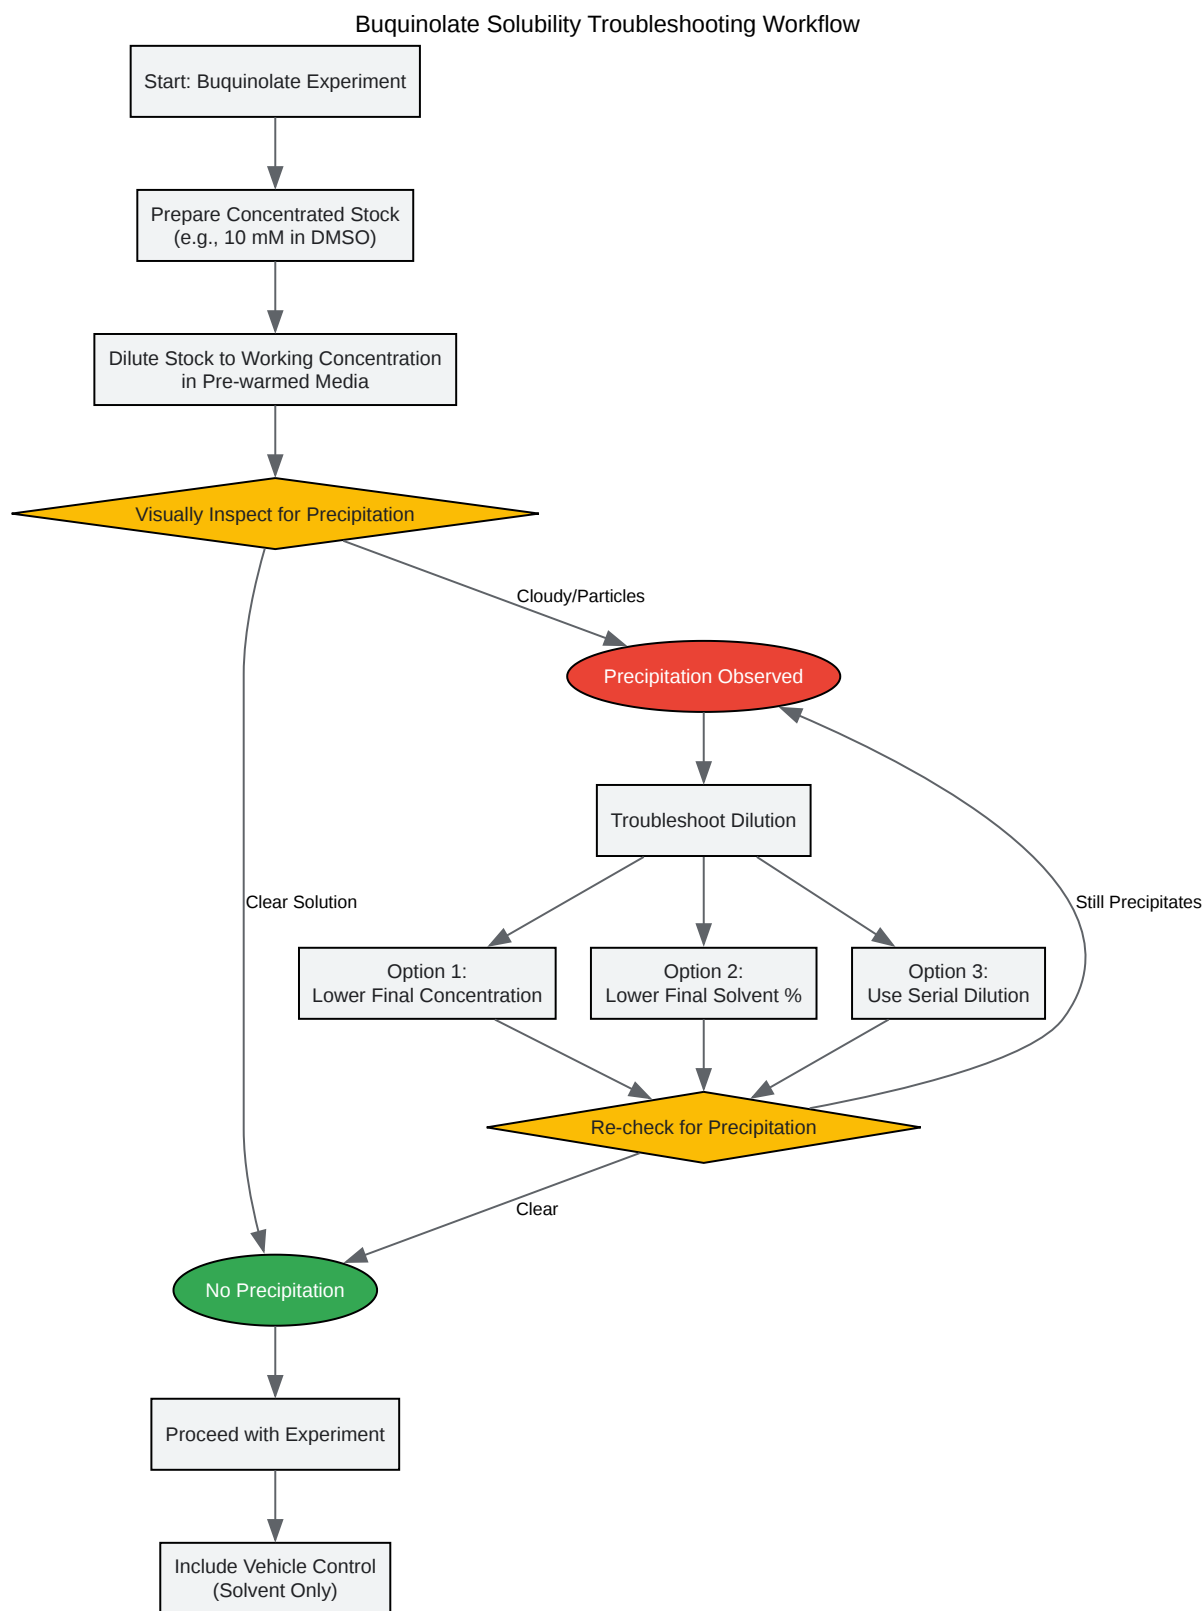 Buquinolate Solubility Troubleshooting Workflow
Start: Buquinolate Experiment
Prepare Concentrated Stock
(e.g., 10 mM in DMSO)
Dilute Stock to Working Concentration
in Pre-warmed Media
Visually Inspect for Precipitation
Cloudy/Particles
Precipitation Observed
Troubleshoot Dilution
Clear Solution
Still Precipitates
Option 1:
Lower Final Concentration
Option 2:
Lower Final Solvent %
Option 3:
Use Serial Dilution
Re-check for Precipitation
Clear
No Precipitation
Proceed with Experiment
Include Vehicle Control
(Solvent Only)